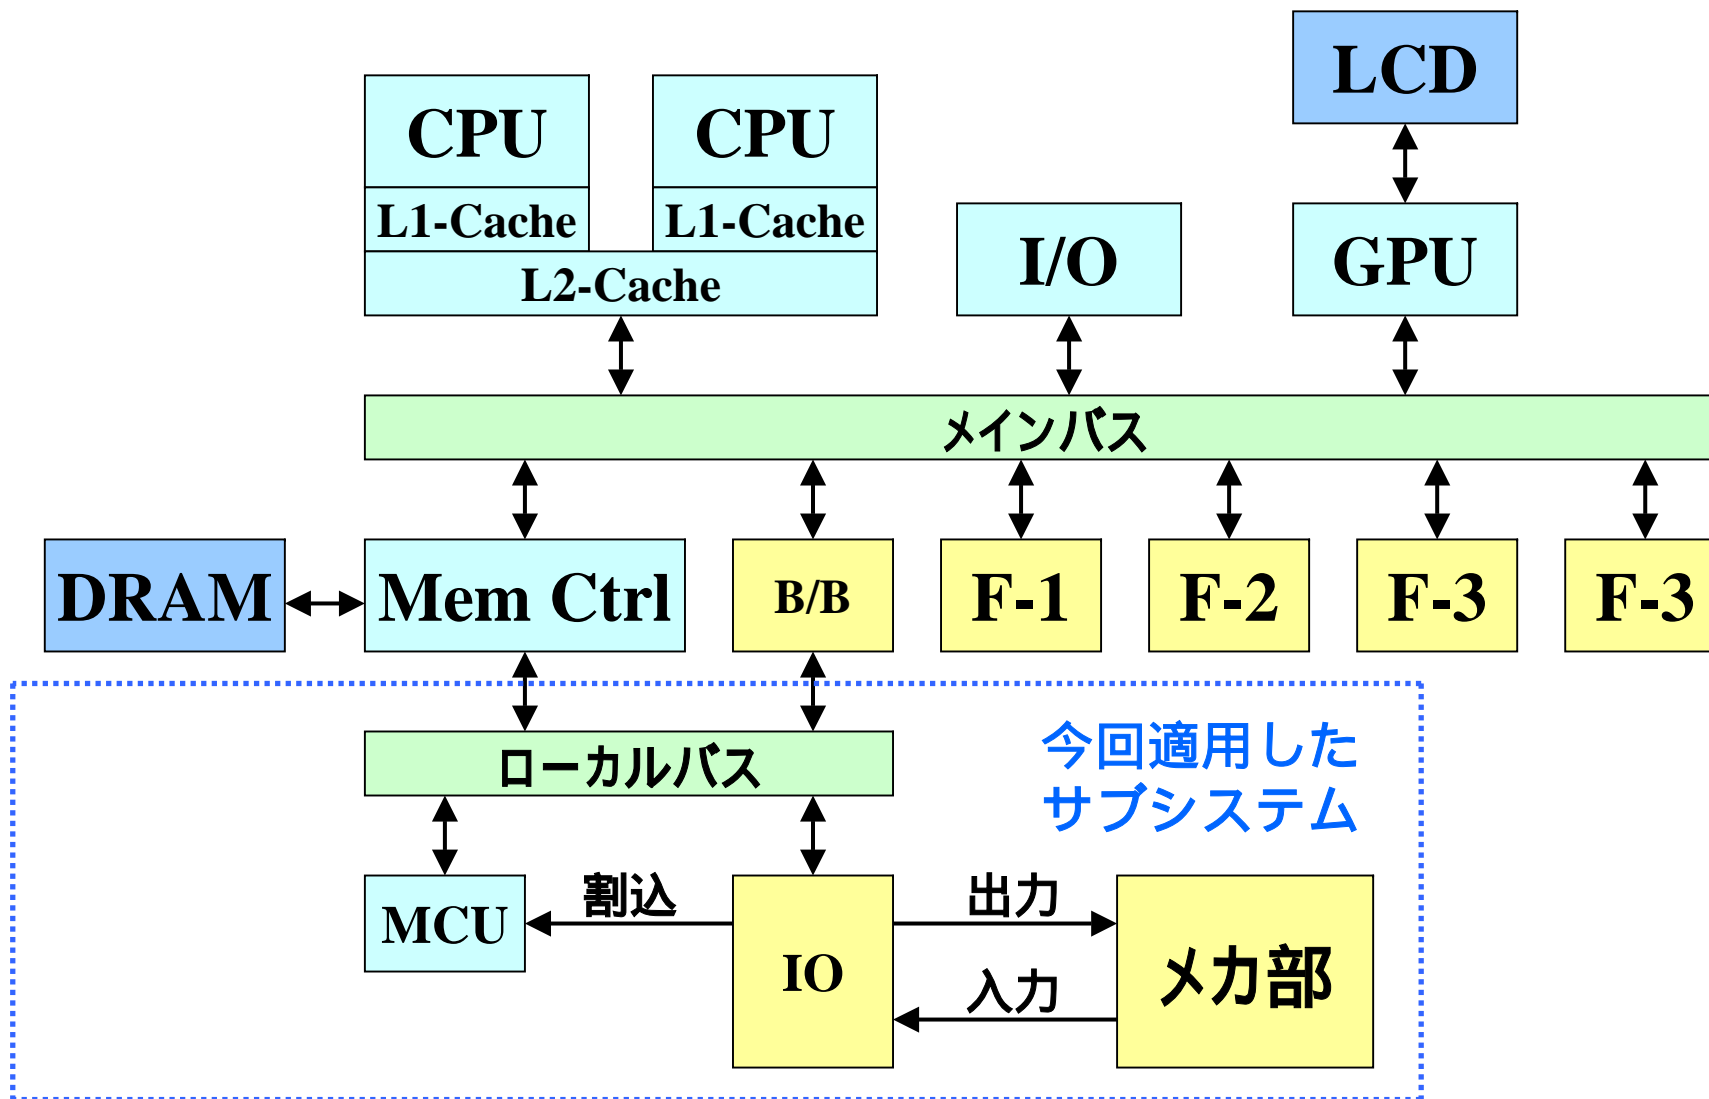 LCD
CPU
CPU
L1-Cache
L1-Cache
L2-Cache
I/O
GPU
メインバス
DRAM
Mem Ctrl
B/B
F-1
F-2
F-3
F-3
ローカルバス
今回適用した
サブシステム
MCU
割込
IO
出力
入力
メカ部